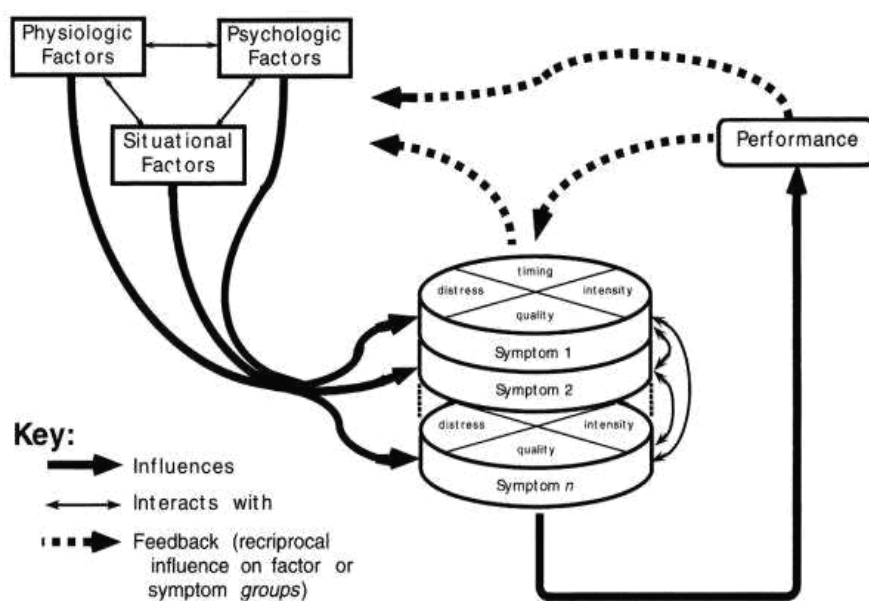 Physiologic
Factors
Psychologic
Factors
Situational
Factors
Performance
timing
distress
intensity
quality
Symptom 1
Symptom 2
distress
intensity
quality
Symptom n
Key:
Influences
Interacts with
Feedback (recriprocal
influence on factor or
symptom groups)